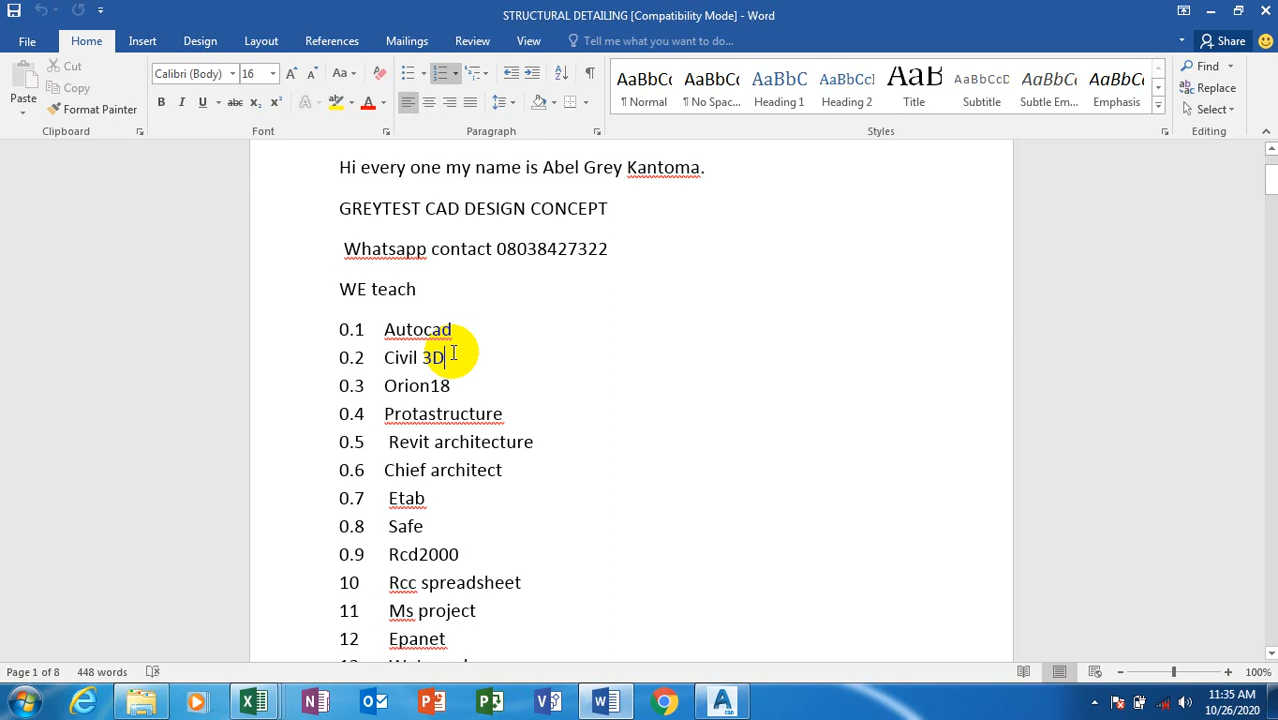 STRUCTURAL DETAILING [Compatibility Mode] - Word
File Home Insert Design Layout References Mailings Review View Tell me what you want to do... Share
Cut
Copy
Format Painter
Paste
Clipboard
Calibri (Body) 16
Font
Paragraph
AaBbCc AaBbCc AaBbC AaBbCcI AaB AaBbCcD AaBbCc AaBbCc
¶ Normal ¶ No Spac... Heading 1 Heading 2 Title Subtitle Subtle Em... Emphasis
Styles
Find
Replace
Select
Editing
Hi every one my name is Abel Grey Kantoma.
GREYTEST CAD DESIGN CONCEPT
Whatsapp contact 08038427322
WE teach
0.1 Autocad
0.2 Civil 3D
0.3 Orion18
0.4 Protastructure
0.5 Revit architecture
0.6 Chief architect
0.7 Etab
0.8 Safe
0.9 Rcd2000
10 Rcc spreadsheet
11 Ms project
12 Epanet
Page 1 of 8 448 words 100%
11:35 AM
10/26/2020